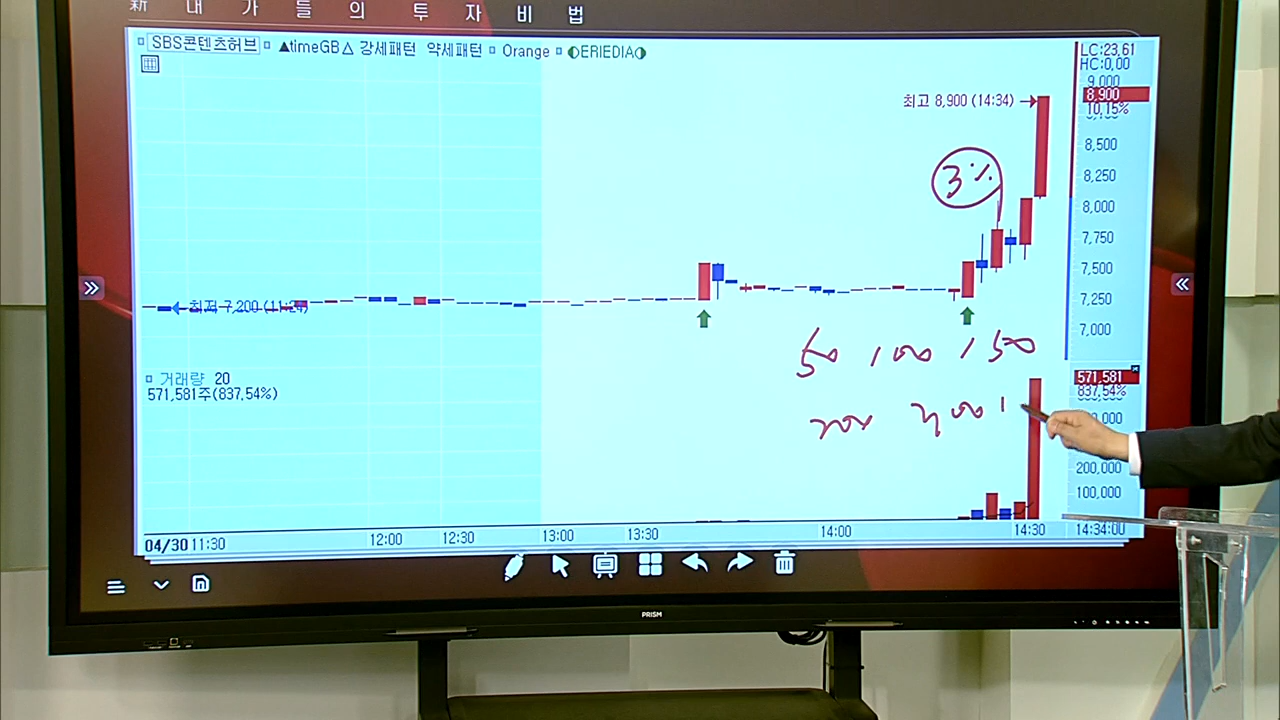 新 대 가 들 의 투 자 비 법
SBS콘텐츠허브 ▲timeGB△ 강세패턴 약세패턴 Orange ◐ERIEDIA◑
LC:23,61
HC:0,00
9,000
최고 8,900 (14:34)
8,900
10,15%
8,500
3%
8,250
8,000
7,750
7,500
최저 7,200 (11:24)
7,250
7,000
50 100 150
거래량 20
571,581
571,581주(837,54%)
837,54%
200 400 1
200,000
100,000
04/30 11:30 12:00 12:30 13:00 13:30 14:00 14:30 14:34:00
PRISM